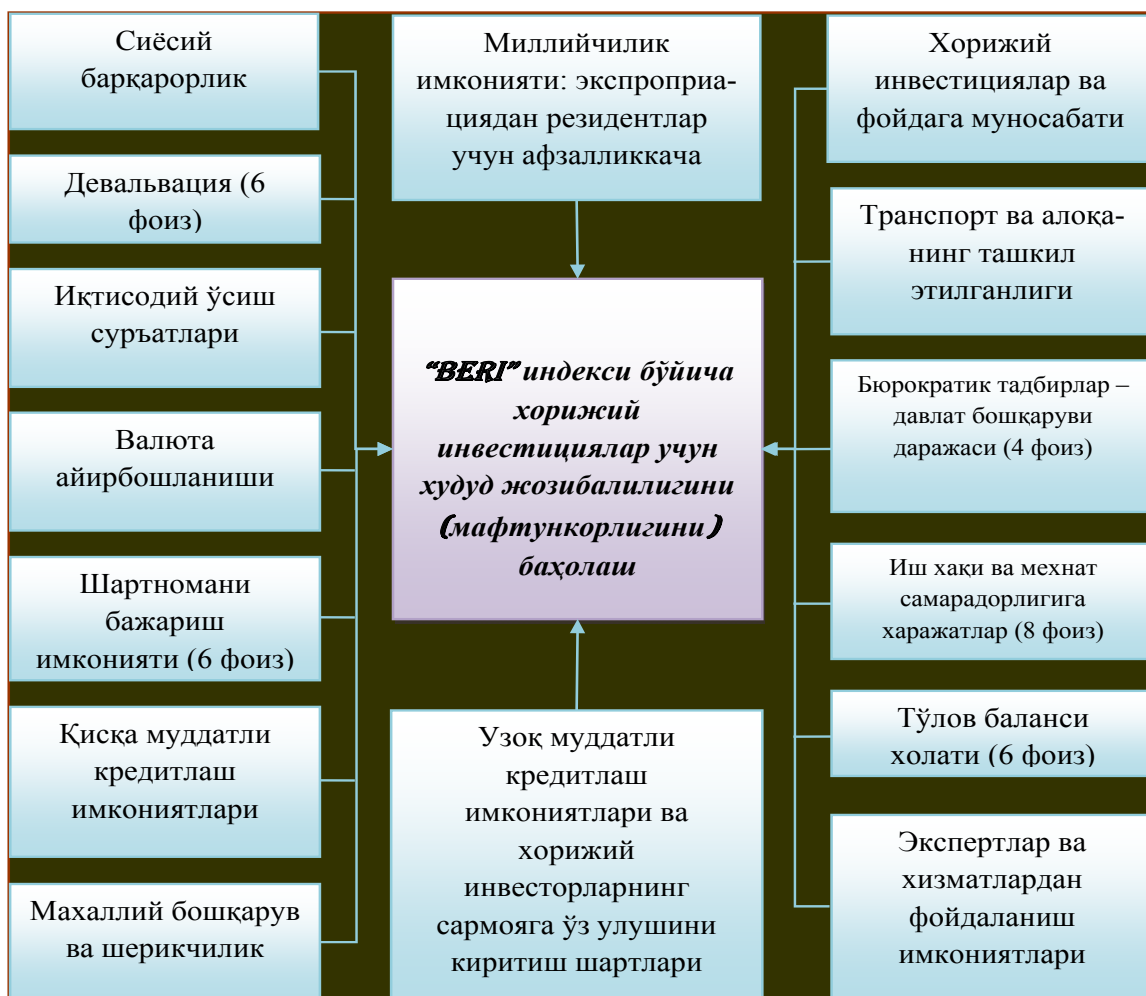 Сиёсий
барқарорлик
Девальвация (6
фоиз)
Иқтисодий ўсиш
суръатлари
Валюта
айирбошланиши
Шартномани
бажариш
имконияти (6 фоиз)
Қисқа муддатли
кредитлаш
имкониятлари
Махаллий бошқарув
ва шерикчилик
Миллийчилик
имконияти: экспроприа-
циядан резидентлар
учун афзалликкача
“BERI” индекси бўйича
хорижий
инвестициялар учун
худуд жозибалилигини
(мафтункорлигини)
баҳолаш
Узоқ муддатли
кредитлаш
имкониятлари ва
хорижий
инвесторларнинг
сармояга ўз улушини
киритиш шартлари
Хорижий
инвестициялар ва
фойдага муносабати
Транспорт ва алоқа-
нинг ташкил
этилганлиги
Бюрократик тадбирлар –
давлат бошқаруви
даражаси (4 фоиз)
Иш хақи ва мехнат
самарадорлигига
харажатлар (8 фоиз)
Тўлов баланси
холати (6 фоиз)
Экспертлар ва
хизматлардан
фойдаланиш
имкониятлари